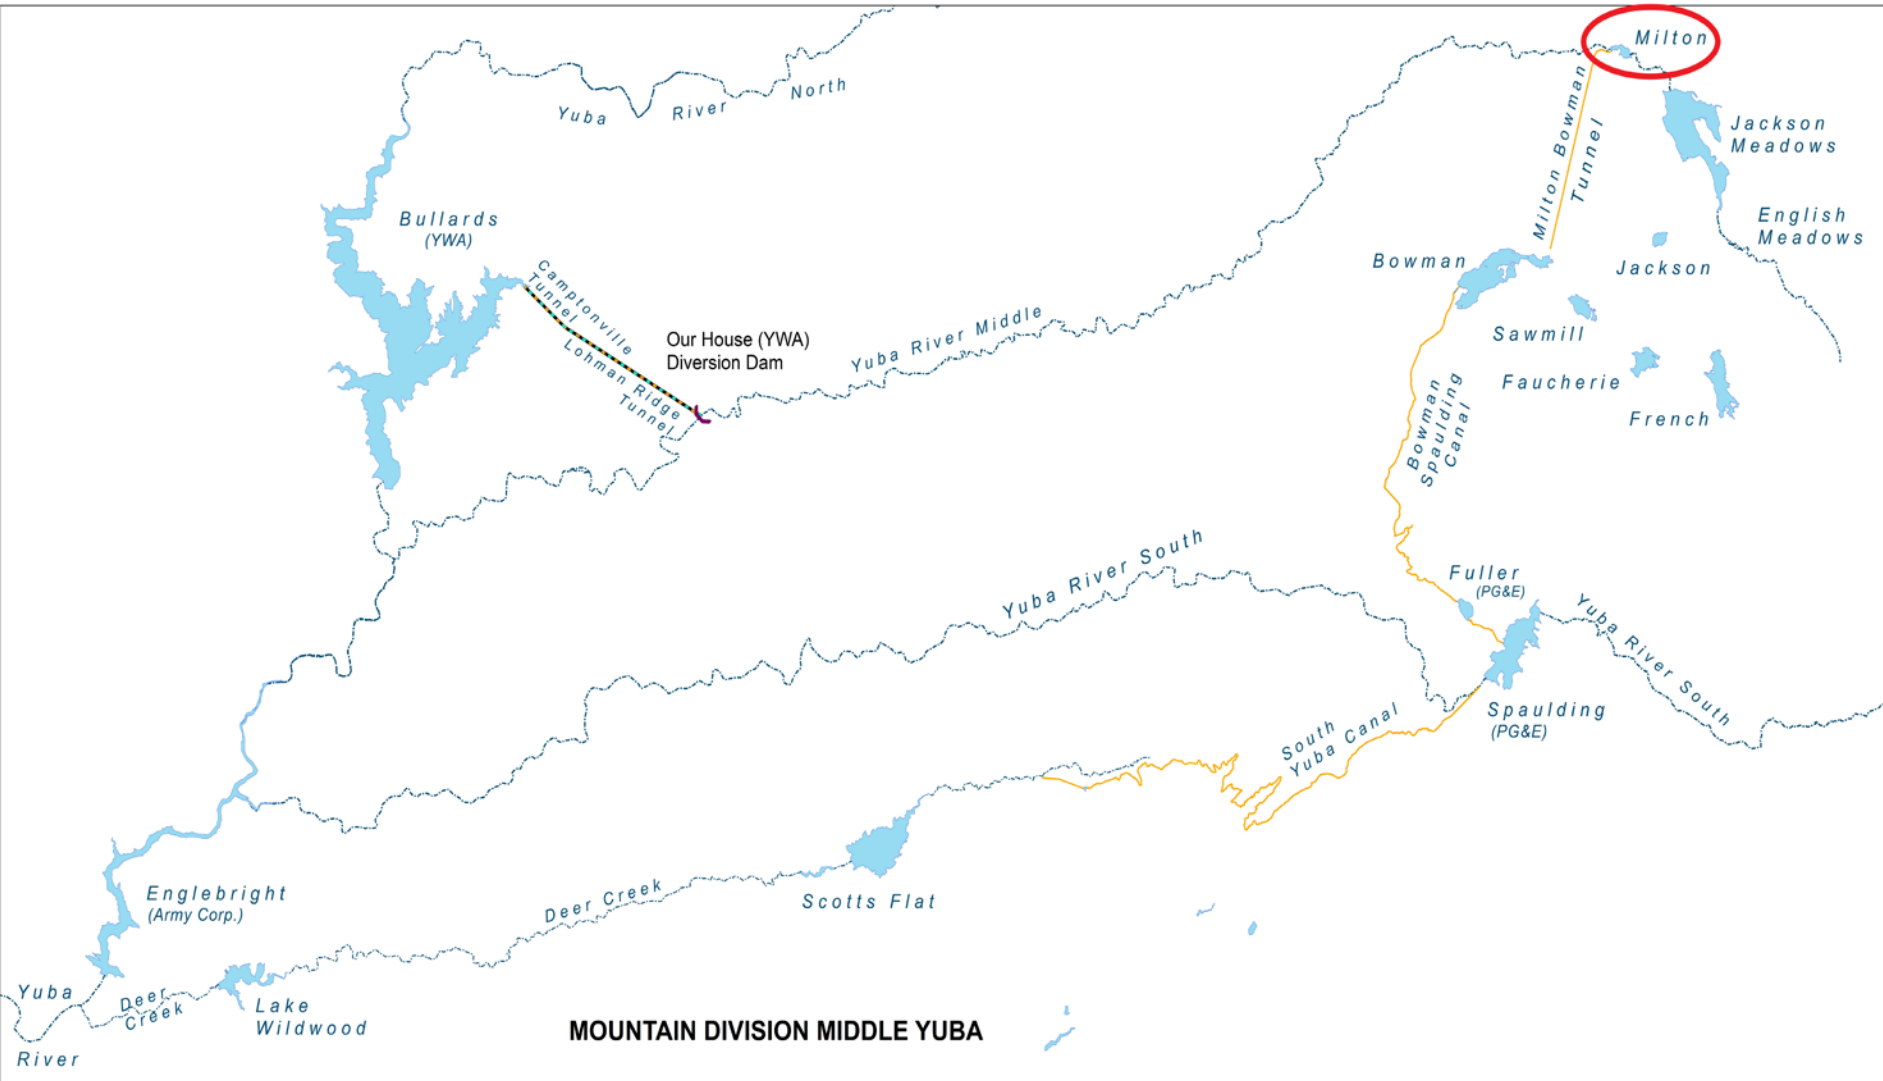 Milton
Yuba River North
Jackson
Meadows
Milton Bowman
Tunnel
Bullards
(YWA)
English
Meadows
Bowman
Jackson
Camptonville
Tunnel
Lohman Ridge
Tunnel
Our House (YWA)
Diversion Dam
Yuba River Middle
Sawmill
Faucherie
French
Bowman
Spaulding
Canal
Yuba River South
Fuller
(PG&E)
Yuba River South
Spaulding
(PG&E)
South
Yuba Canal
Englebright
(Army Corp.)
Deer Creek
Scotts Flat
Yuba
River
Deer
Creek
Lake
Wildwood
MOUNTAIN DIVISION MIDDLE YUBA